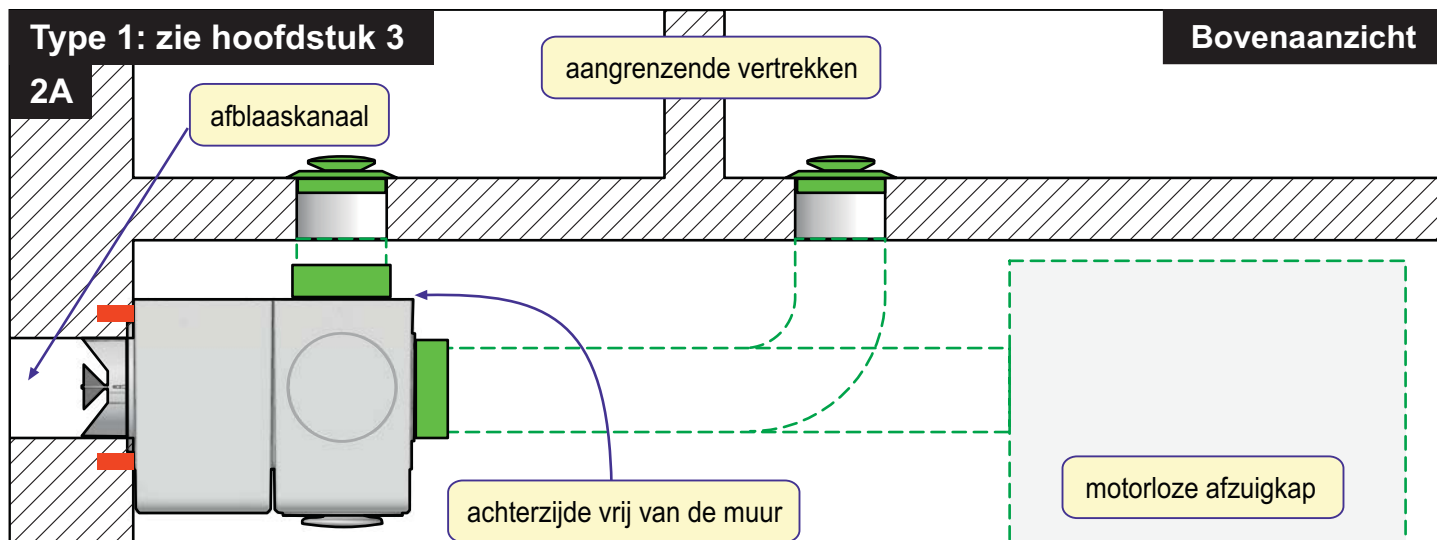 Type 1: zie hoofdstuk 3
Bovenaanzicht
2A
aangrenzende vertrekken
afblaaskanaal
achterzijde vrij van de muur
motorloze afzuigkap